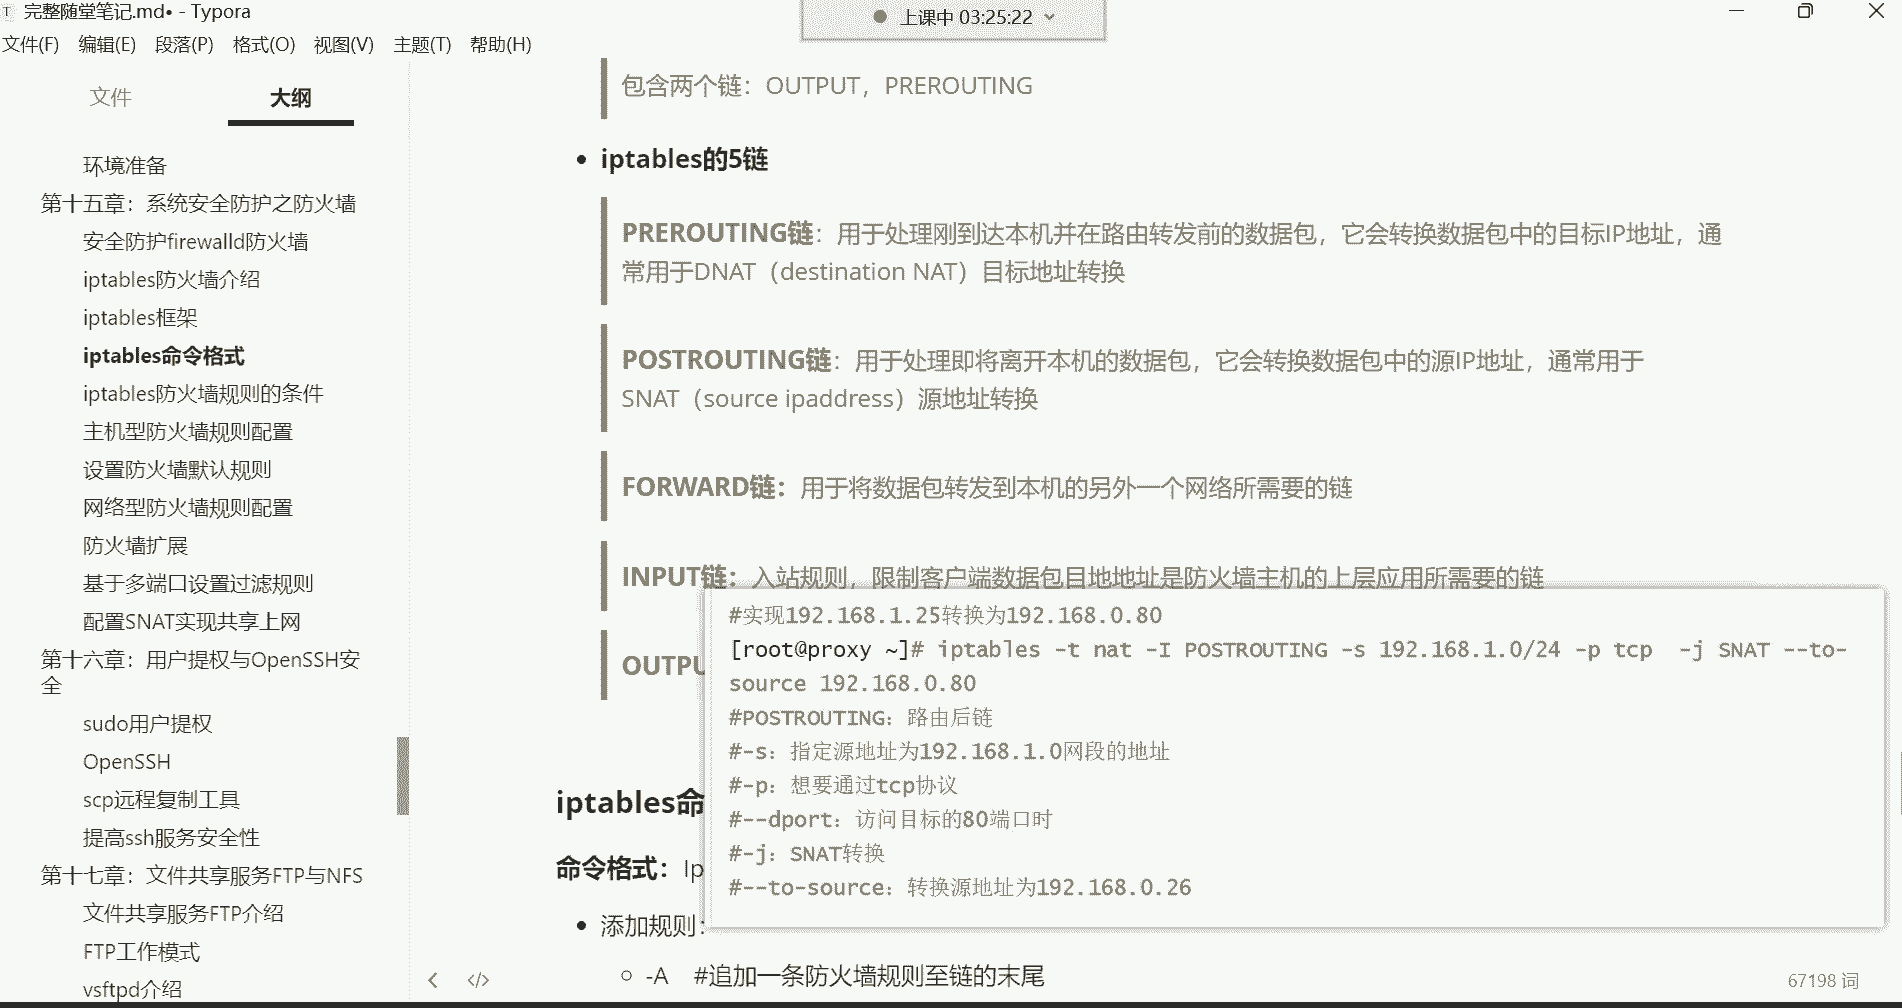 完整随堂笔记.md• - Typora
上课中 03:25:22
文件(F) 编辑(E) 段落(P) 格式(O) 视图(V) 主题(T) 帮助(H)
文件 大纲
环境准备
第十五章：系统安全防护之防火墙
安全防护firewalld防火墙
iptables防火墙介绍
iptables框架
iptables命令格式
iptables防火墙规则的条件
主机型防火墙规则配置
设置防火墙默认规则
网络型防火墙规则配置
防火墙扩展
基于多端口设置过滤规则
配置SNAT实现共享上网
第十六章：用户提权与OpenSSH安
全
sudo用户提权
OpenSSH
scp远程复制工具
提高ssh服务安全性
第十七章：文件共享服务FTP与NFS
文件共享服务FTP介绍
FTP工作模式
vsftpd介绍
包含两个链：OUTPUT，PREROUTING
• iptables的5链
PREROUTING链：用于处理刚到达本机并在路由转发前的数据包，它会转换数据包中的目标IP地址，通
常用于DNAT（destination NAT）目标地址转换
POSTROUTING链：用于处理即将离开本机的数据包，它会转换数据包中的源IP地址，通常用于
SNAT（source ipaddress）源地址转换
FORWARD链：用于将数据包转发到本机的另外一个网络所需要的链
INPUT链：入站规则，限制客户端数据包目地地址是防火墙主机的上层应用所需要的链
OUTPU
iptables命
命令格式：Ip
• 添加规则：
-A #追加一条防火墙规则至链的末尾
#实现192.168.1.25转换为192.168.0.80
[root@proxy ~]# iptables -t nat -I POSTROUTING -s 192.168.1.0/24 -p tcp  -j SNAT --to-
source 192.168.0.80
#POSTROUTING：路由后链
#-s：指定源地址为192.168.1.0网段的地址
#-p：想要通过tcp协议
#--dport：访问目标的80端口时
#-j：SNAT转换
#--to-source：转换源地址为192.168.0.26
67198 词